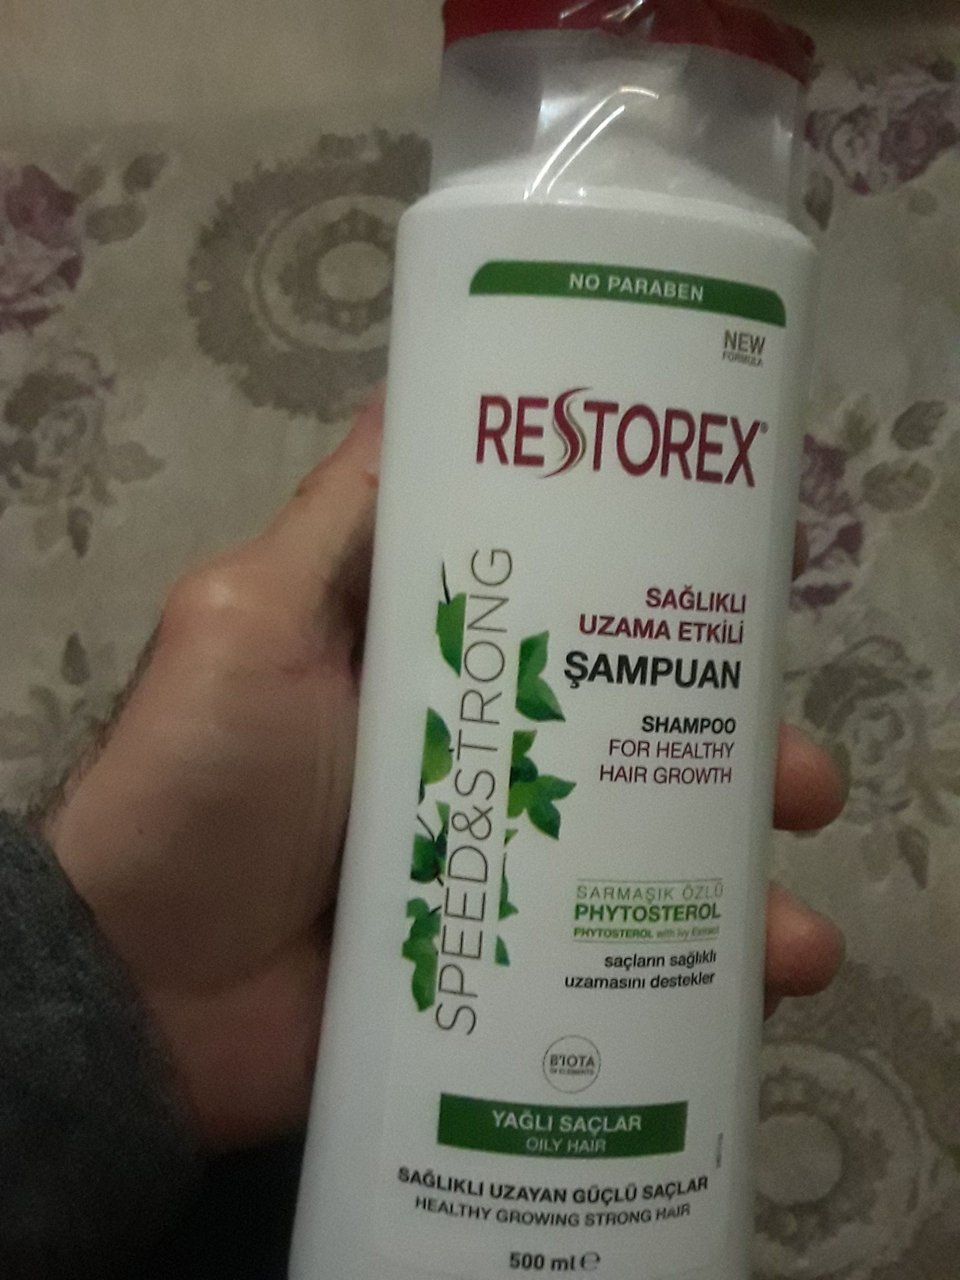 NO PARABEN
NEW
FORMULA
RESTOREX®
SPEED&STRONG
SAĞLIKLI
UZAMA ETKİLİ
ŞAMPUAN
SHAMPOO
FOR HEALTHY
HAIR GROWTH
SARMAŞIK ÖZLÜ
PHYTOSTEROL
PHYTOSTEROL with Ivy Extract
saçların sağlıklı
uzamasını destekler
B'IOTA
YAĞLI SAÇLAR
OILY HAIR
SAĞLIKLI UZAYAN GÜÇLÜ SAÇLAR
HEALTHY GROWING STRONG HAIR
500 ml ℮